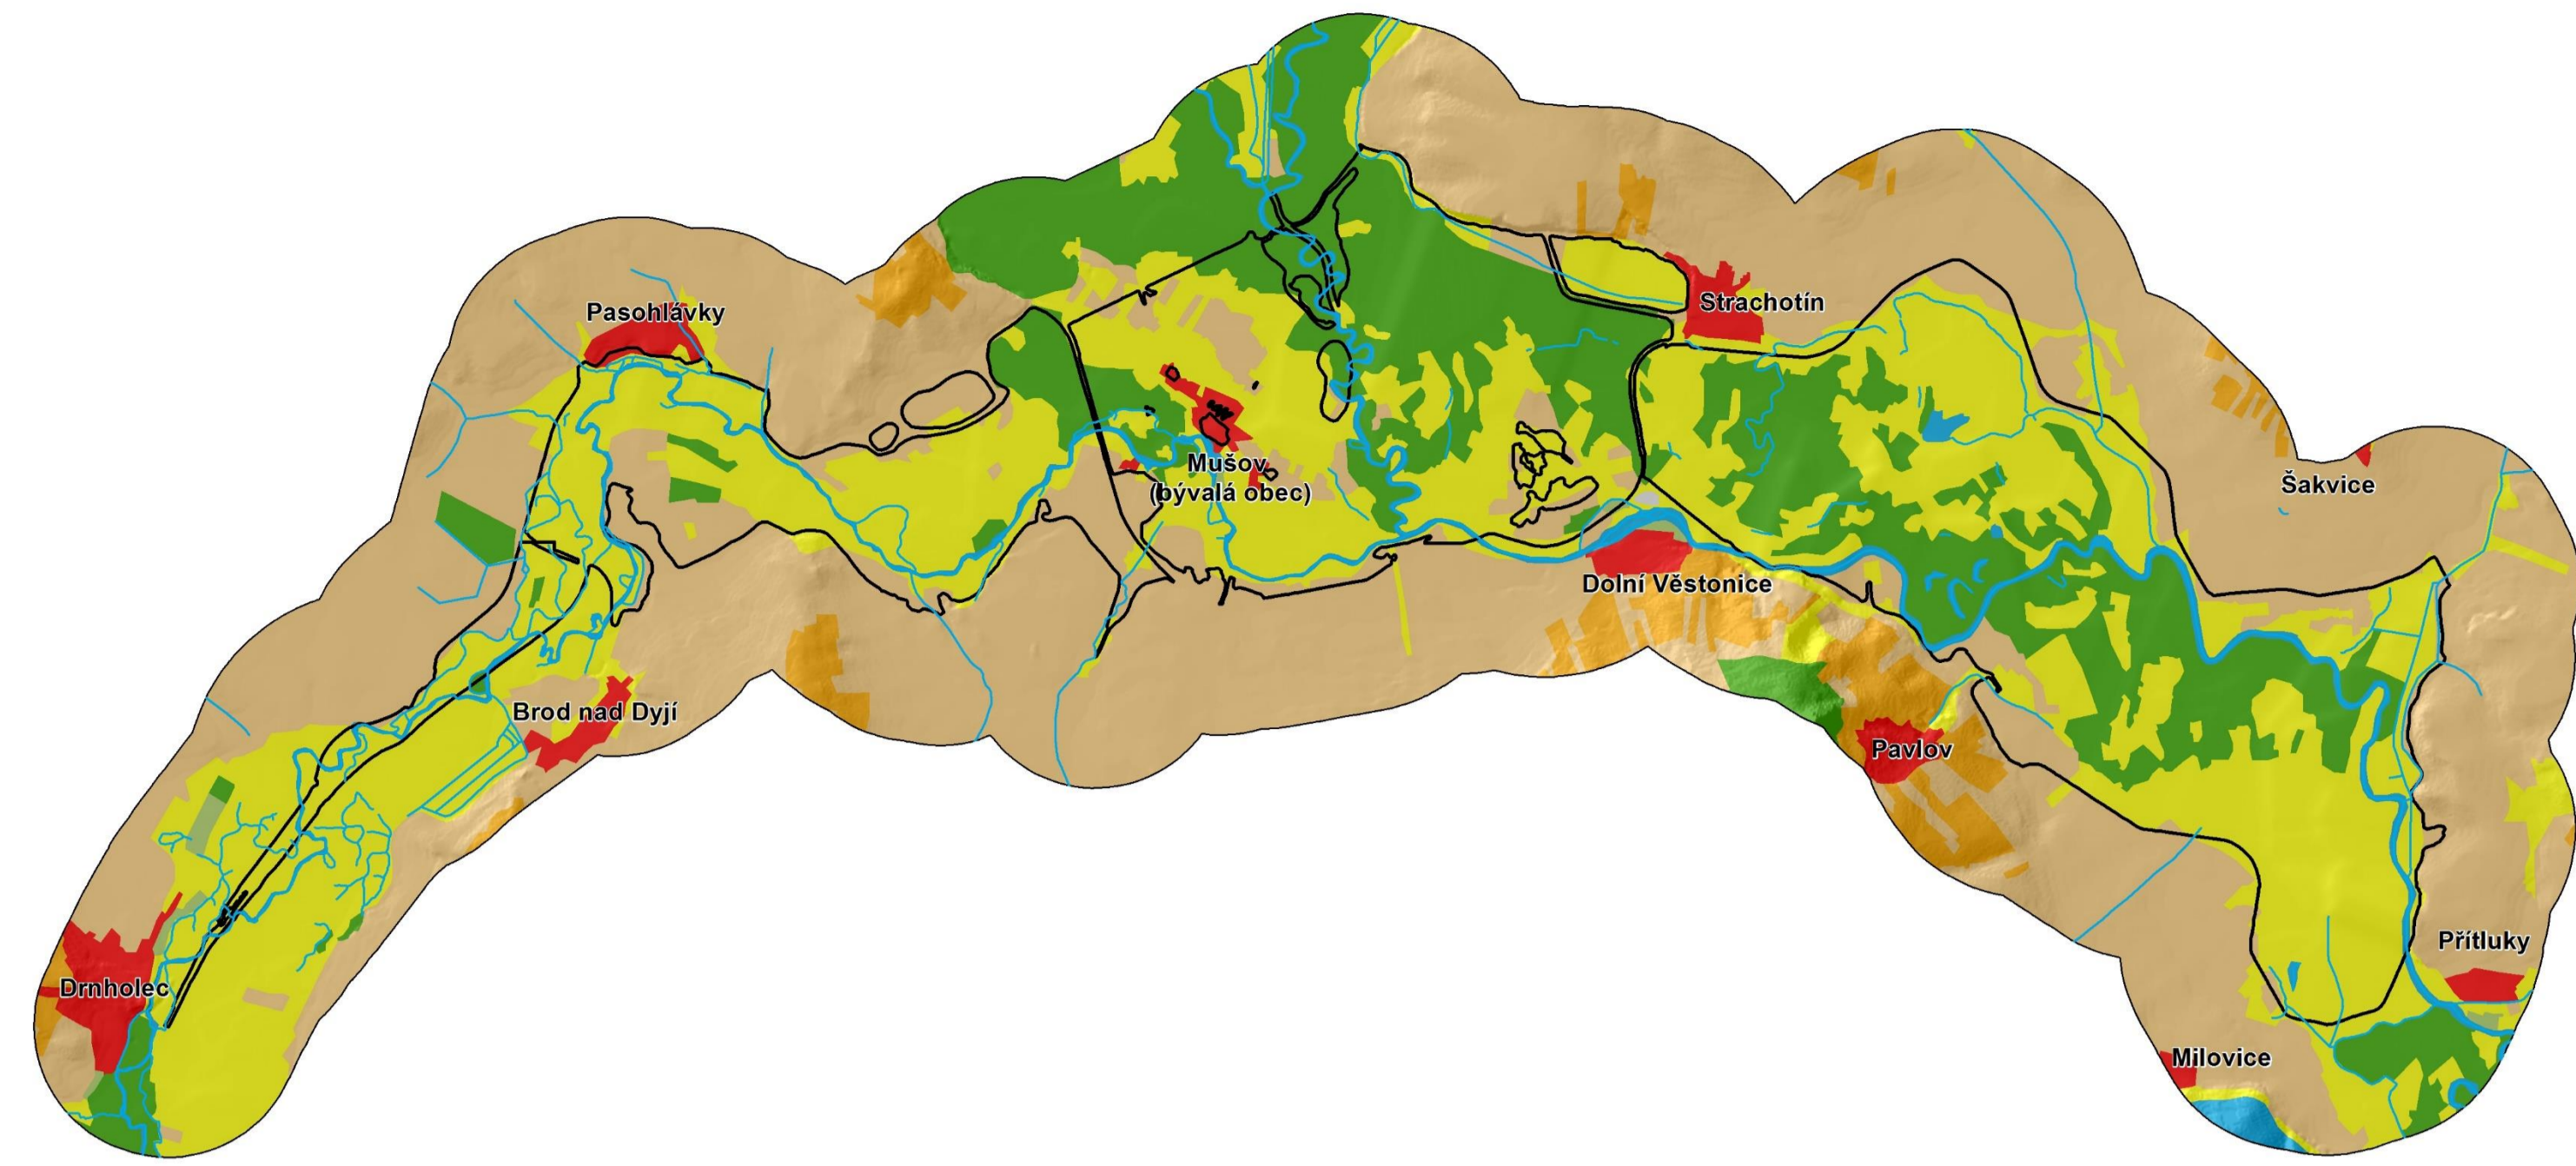 Pasohlávky
Strachotín
Mušov
(bývalá obec)
Šakvice
Dolní Věstonice
Brod nad Dyjí
Pavlov
Přítluky
Drnholec
Milovice